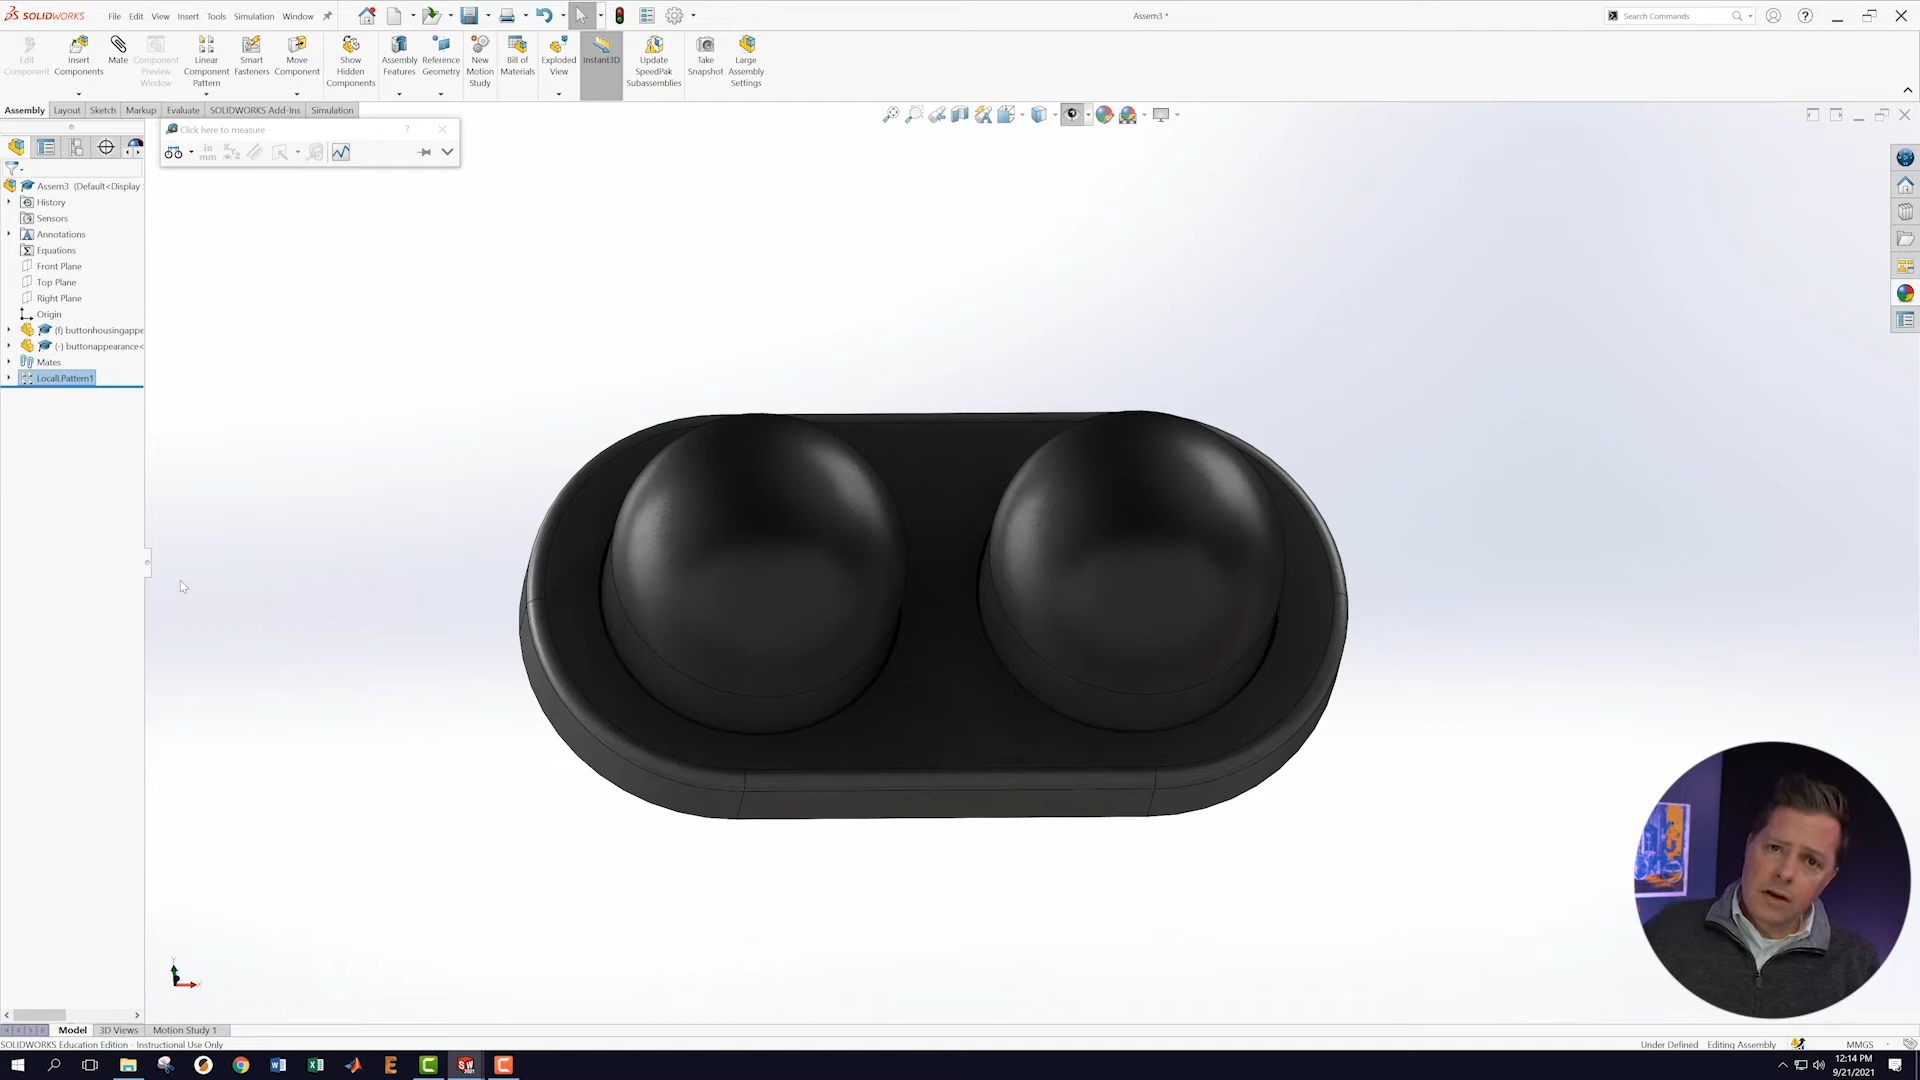 SOLIDWORKS File Edit View Insert Tools Simulation Window
Assem3 *
Search Commands
Edit Component
Insert Components
Mate
Component Preview Window
Linear Component Pattern
Smart Fasteners
Move Component
Show Hidden Components
Assembly Features
Reference Geometry
New Motion Study
Bill of Materials
Exploded View
Instant3D
Update SpeedPak Subassemblies
Take Snapshot
Large Assembly Settings
Assembly Layout Sketch Markup Evaluate SOLIDWORKS Add-Ins Simulation
Click here to measure
in
mm
Assem3 (Default<Display
History
Sensors
Annotations
Equations
Front Plane
Top Plane
Right Plane
Origin
(f) buttonhousingappe
(-) buttonappearance<
Mates
LocalLPattern1
Model 3D Views Motion Study 1
SOLIDWORKS Education Edition - Instructional Use Only
Under Defined Editing Assembly MMGS
12:14 PM
9/21/2021